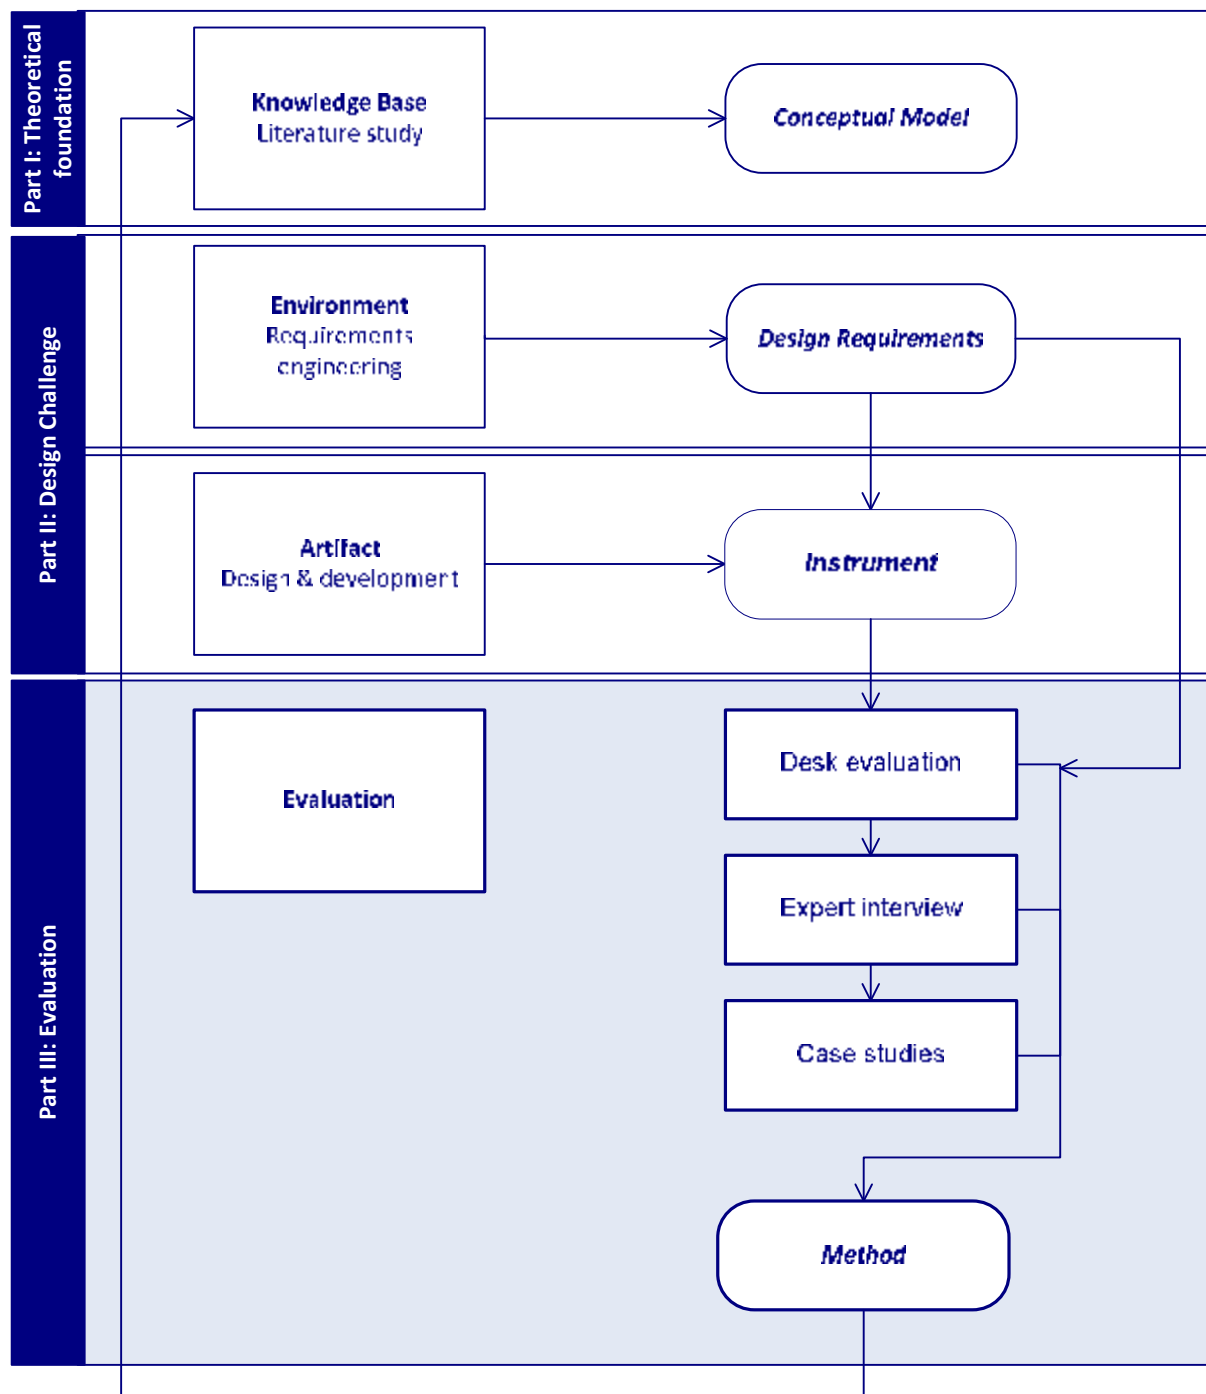 Part I: Theoretical
foundation
Knowledge Base
Literature study
Conceptual Model
Part II: Design Challenge
Environment
Requirements
engineering
Design Requirements
Artifact
Design & development
Instrument
Part III: Evaluation
Evaluation
Desk evaluation
Expert interview
Case studies
Method